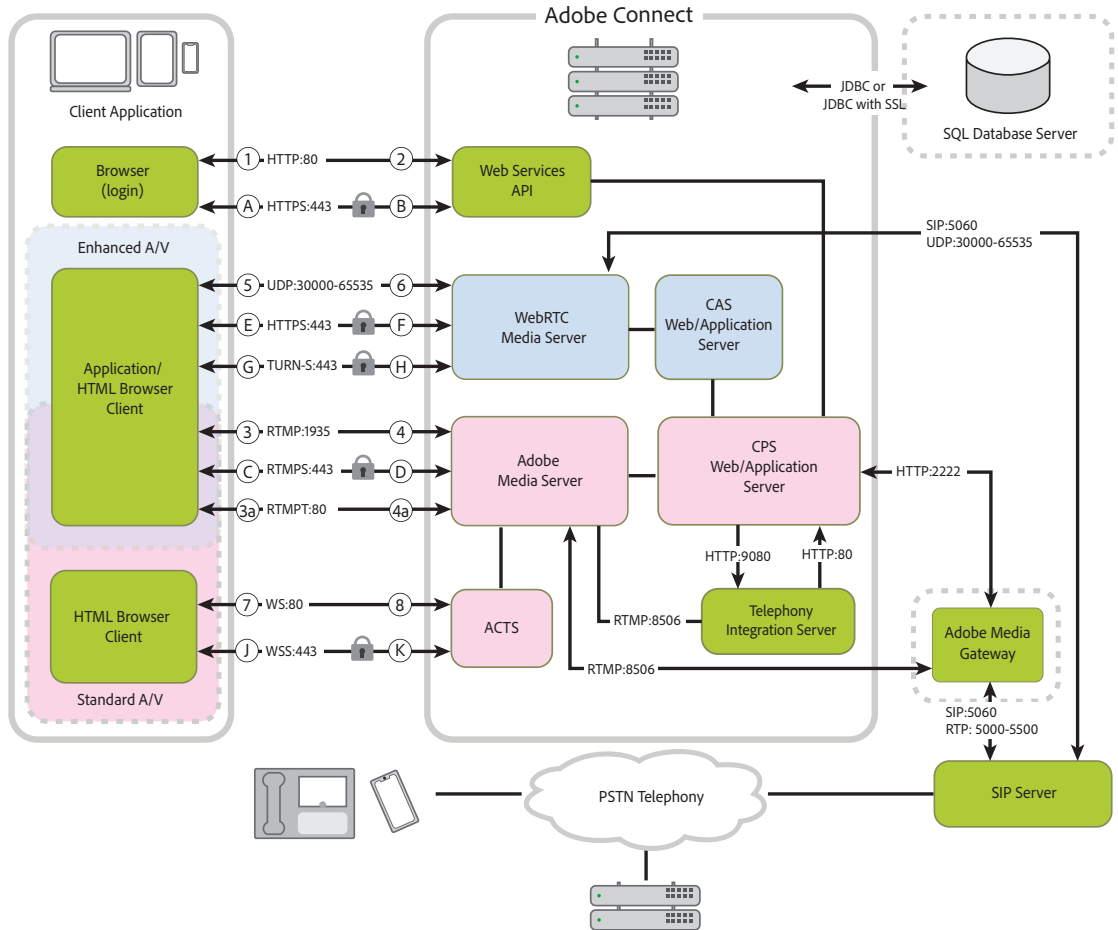 Adobe Connect
Client Application
JDBC or
JDBC with SSL
SQL Database Server
Browser
(login)
1 HTTP:80 2
A HTTPS:443 B
Web Services
API
SIP:5060
UDP:30000-65535
Enhanced A/V
Application/
HTML Browser
Client
5 UDP:30000-65535 6
E HTTPS:443 F
G TURN-S:443 H
WebRTC
Media Server
CAS
Web/Application
Server
3 RTMP:1935 4
C RTMPS:443 D
3a RTMPT:80 4a
Adobe
Media Server
CPS
Web/Application
Server
HTTP:2222
HTTP:9080
HTTP:80
HTML Browser
Client
7 WS:80 8
J WSS:443 K
ACTS
RTMP:8506
Telephony
Integration Server
RTMP:8506
Adobe Media
Gateway
Standard A/V
SIP:5060
RTP: 5000-5500
PSTN Telephony
SIP Server